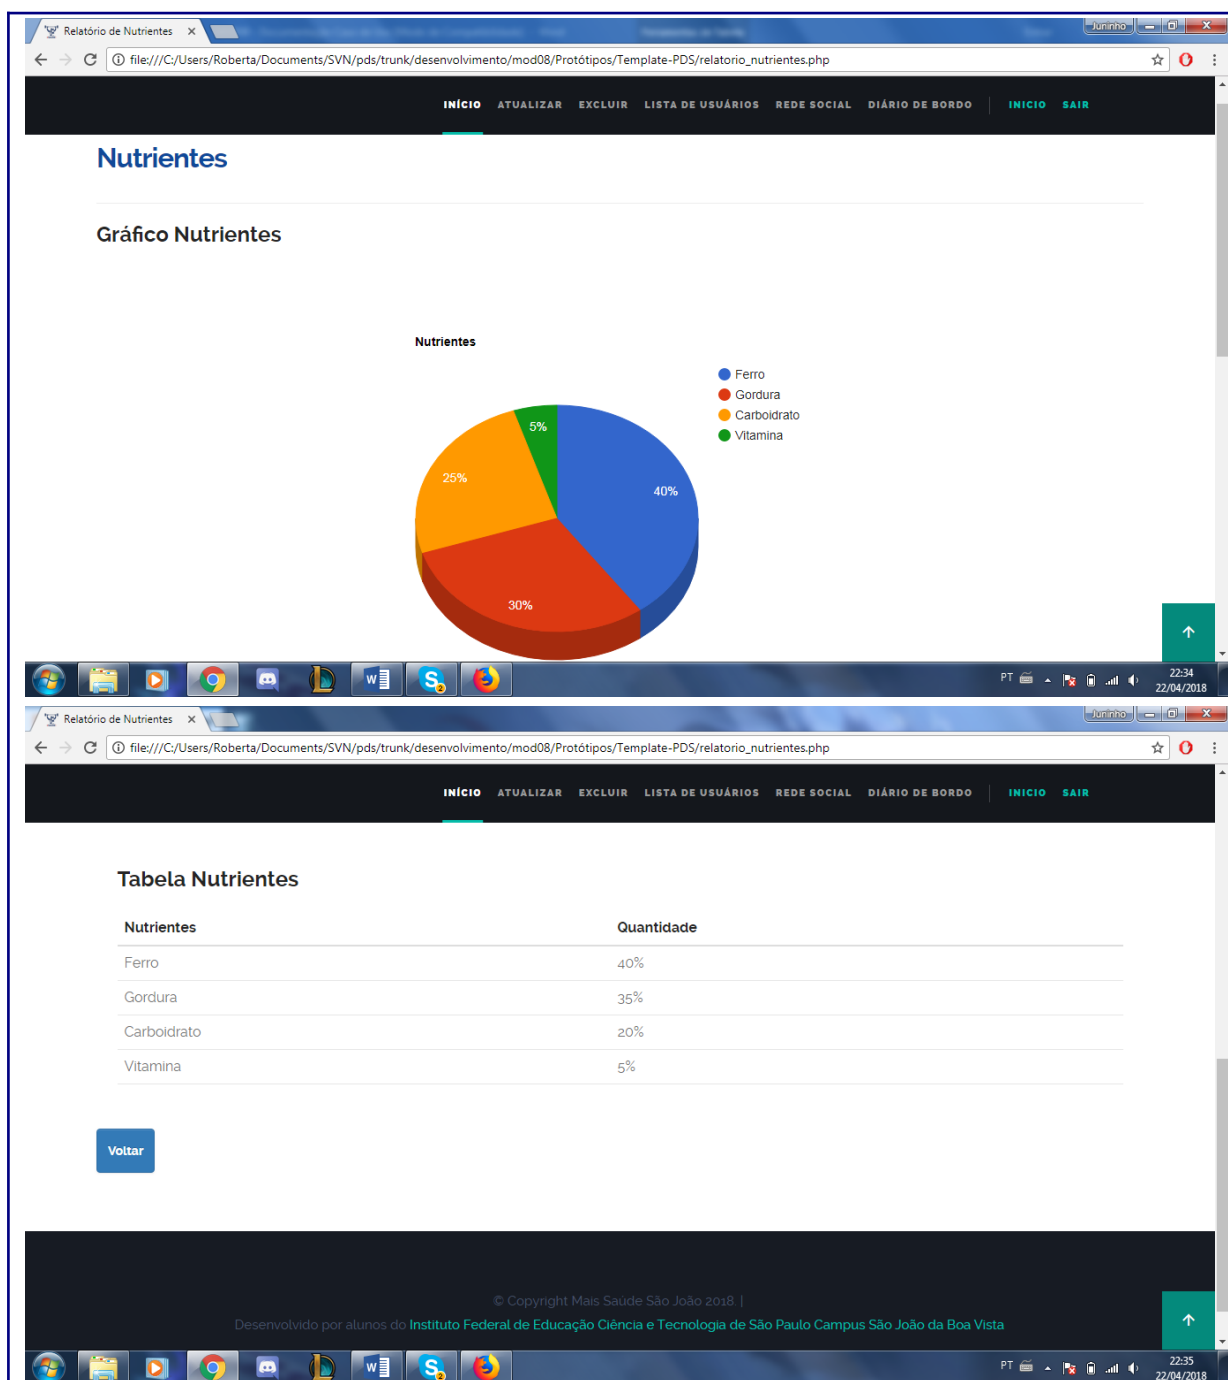 Relatório de Nutrientes
Juninho
file:///C:/Users/Roberta/Documents/SVN/pds/trunk/desenvolvimento/mod08/Protótipos/Template-PDS/relatorio_nutrientes.php
INÍCIO ATUALIZAR EXCLUIR LISTA DE USUÁRIOS REDE SOCIAL DIÁRIO DE BORDO INICIO SAIR
Nutrientes
Gráfico Nutrientes
Nutrientes
Ferro
Gordura
Carboidrato
Vitamina
5%
25%
40%
30%
PT
22:34
22/04/2018
Relatório de Nutrientes
Juninho
file:///C:/Users/Roberta/Documents/SVN/pds/trunk/desenvolvimento/mod08/Protótipos/Template-PDS/relatorio_nutrientes.php
INÍCIO ATUALIZAR EXCLUIR LISTA DE USUÁRIOS REDE SOCIAL DIÁRIO DE BORDO INICIO SAIR
Tabela Nutrientes
Nutrientes Quantidade
Ferro 40%
Gordura 35%
Carboidrato 20%
Vitamina 5%
Voltar
© Copyright Mais Saúde São João 2018. |
Desenvolvido por alunos do Instituto Federal de Educação Ciência e Tecnologia de São Paulo Campus São João da Boa Vista
PT
22:35
22/04/2018